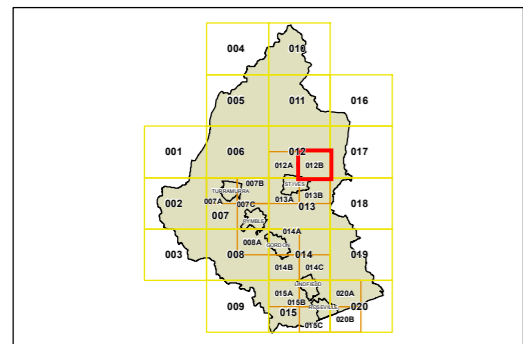 004 010
005 011 016
001 006 012 017
012A 012B
007B ST IVES
TURRAMURRA
002 007A 007C 013A 013B 018
007 013
PYMBLE
014A
008A GORDON
003 008 014 019
014B 014C
LINDFIELD
015A 020A
009 015B ROSEVILLE 020
015 020B
015C